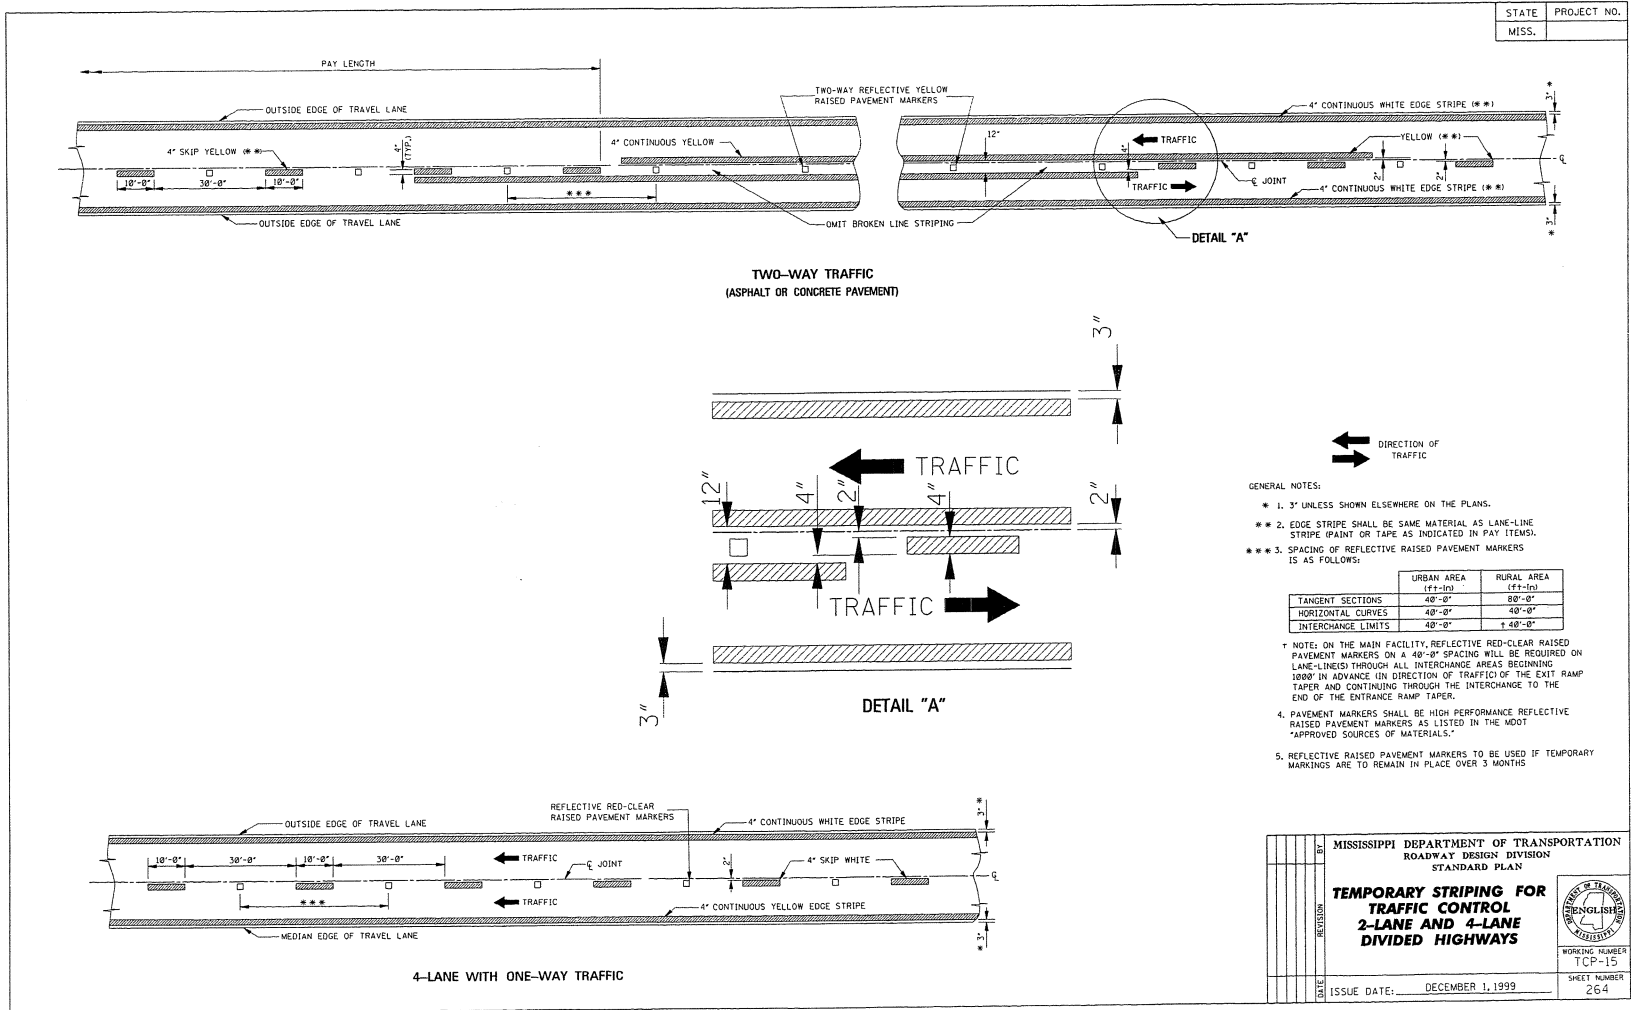 STATE PROJECT NO.
MISS.
PAY LENGTH
OUTSIDE EDGE OF TRAVEL LANE
TWO-WAY REFLECTIVE YELLOW
RAISED PAVEMENT MARKERS
4" CONTINUOUS WHITE EDGE STRIPE (**)
* 3"
4" SKIP YELLOW (**)
4"
(TYP.)
4" CONTINUOUS YELLOW
12"
4"
TRAFFIC
YELLOW (**)
℄
10'-0" 30'-0" 10'-0"
***
TRAFFIC
℄ JOINT
2" 2"
4" CONTINUOUS WHITE EDGE STRIPE (**)
OUTSIDE EDGE OF TRAVEL LANE
OMIT BROKEN LINE STRIPING
* 3"
DETAIL "A"
TWO-WAY TRAFFIC
(ASPHALT OR CONCRETE PAVEMENT)
3"
TRAFFIC
12" 4" 2" 4" 2"
TRAFFIC
3"
DETAIL "A"
DIRECTION OF
TRAFFIC
GENERAL NOTES:
* 1. 3" UNLESS SHOWN ELSEWHERE ON THE PLANS.
** 2. EDGE STRIPE SHALL BE SAME MATERIAL AS LANE-LINE
STRIPE (PAINT OR TAPE AS INDICATED IN PAY ITEMS).
*** 3. SPACING OF REFLECTIVE RAISED PAVEMENT MARKERS
IS AS FOLLOWS:
URBAN AREA (ft-in) RURAL AREA (ft-in)
TANGENT SECTIONS 40'-0" 80'-0"
HORIZONTAL CURVES 40'-0" 40'-0"
INTERCHANGE LIMITS 40'-0" † 40'-0"
† NOTE: ON THE MAIN FACILITY, REFLECTIVE RED-CLEAR RAISED
PAVEMENT MARKERS ON A 40'-0" SPACING WILL BE REQUIRED ON
LANE-LINE(S) THROUGH ALL INTERCHANGE AREAS BEGINNING
1000' IN ADVANCE (IN DIRECTION OF TRAFFIC) OF THE EXIT RAMP
TAPER AND CONTINUING THROUGH THE INTERCHANGE TO THE
END OF THE ENTRANCE RAMP TAPER.
4. PAVEMENT MARKERS SHALL BE HIGH PERFORMANCE REFLECTIVE
RAISED PAVEMENT MARKERS AS LISTED IN THE MDOT
"APPROVED SOURCES OF MATERIALS."
5. REFLECTIVE RAISED PAVEMENT MARKERS TO BE USED IF TEMPORARY
MARKINGS ARE TO REMAIN IN PLACE OVER 3 MONTHS
REFLECTIVE RED-CLEAR
RAISED PAVEMENT MARKERS
OUTSIDE EDGE OF TRAVEL LANE
4" CONTINUOUS WHITE EDGE STRIPE
3" *
10'-0" 30'-0" 10'-0" 30'-0"
TRAFFIC
℄ JOINT
2"
4" SKIP WHITE
℄
***
TRAFFIC
4" CONTINUOUS YELLOW EDGE STRIPE
MEDIAN EDGE OF TRAVEL LANE
* 3"
4-LANE WITH ONE-WAY TRAFFIC
BY
REVISION
DATE
MISSISSIPPI DEPARTMENT OF TRANSPORTATION
ROADWAY DESIGN DIVISION
STANDARD PLAN
TEMPORARY STRIPING FOR
TRAFFIC CONTROL
2-LANE AND 4-LANE
DIVIDED HIGHWAYS
DEPARTMENT OF TRANSPORTATION
ENGLISH
MISSISSIPPI
WORKING NUMBER
TCP-15
SHEET NUMBER
264
ISSUE DATE: DECEMBER 1, 1999